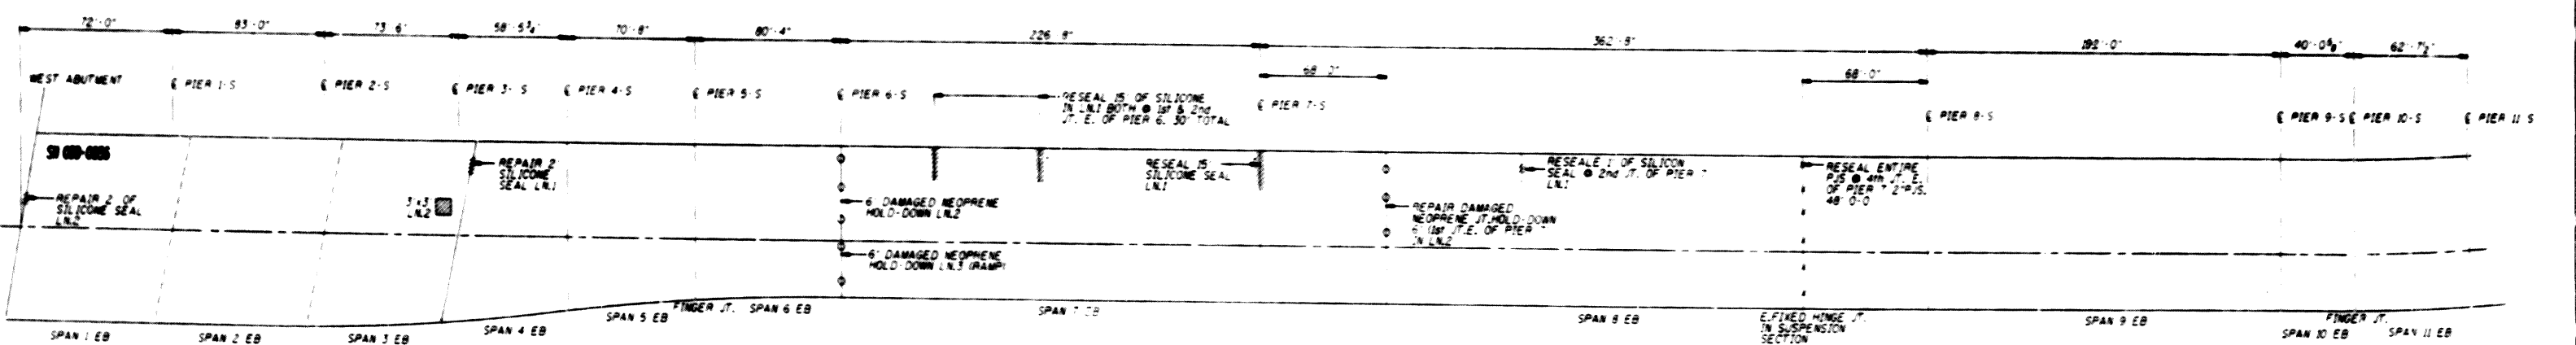 72'-0" 83'-0" 73'-6" 58'-5¾" 70'-8" 80'-4" 226'-8" 362'-8" 192'-0" 62'-7½"
68'-0" 68'-0"
WEST ABUTMENT
℄ PIER 1-S
℄ PIER 2-S
℄ PIER 3-S
℄ PIER 4-S
℄ PIER 5-S
℄ PIER 6-S
RESEAL 15' OF SILICONE
IN LN.1 BOTH @ 1st & 2nd
JT. E. OF PIER 6. 30' TOTAL
℄ PIER 7-S
℄ PIER 8-S
℄ PIER 9-S
℄ PIER 10-S
℄ PIER 11-S
REPAIR 2' OF
SILICONE SEAL
LN.2
3'x3'
LN.2
REPAIR 2'
SILICONE
SEAL LN.1
6' DAMAGED NEOPRENE
HOLD-DOWN LN.2
6' DAMAGED NEOPRENE
HOLD-DOWN LN.3 (RAMP)
RESEAL 15'
SILICONE SEAL
LN.1
REPAIR DAMAGED
NEOPRENE JT. HOLD-DOWN
6' (1st JT. E. OF PIER
IN LN.2
RESEALE 1' OF SILICON
SEAL @ 2nd JT. OF PIER 7
LN.1
RESEAL ENTIRE
PJS @ 4th JT. E.
OF PIER 7 2"PJS.
48'-0-0
SPAN 1 EB
SPAN 2 EB
SPAN 3 EB
SPAN 4 EB
SPAN 5 EB
FINGER JT.
SPAN 6 EB
SPAN 7 EB
SPAN 8 EB
E. FIXED HINGE JT.
IN SUSPENSION
SECTION
SPAN 9 EB
SPAN 10 EB
FINGER JT.
SPAN 11 EB